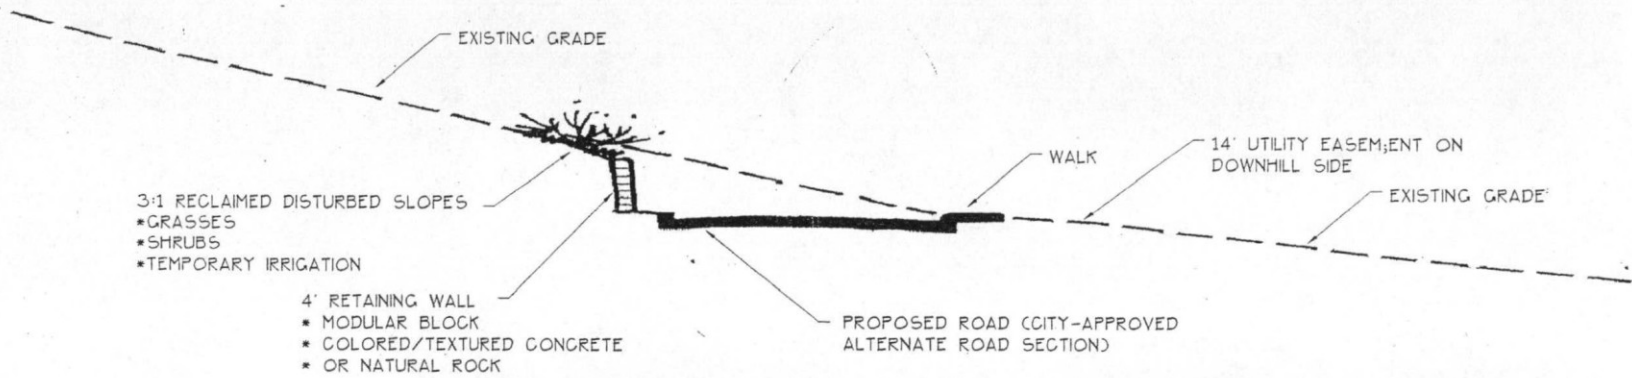 EXISTING GRADE
WALK
14' UTILITY EASEM;ENT ON
DOWNHILL SIDE
EXISTING GRADE
3:1 RECLAIMED DISTURBED SLOPES
*GRASSES
*SHRUBS
*TEMPORARY IRRIGATION
4' RETAINING WALL
* MODULAR BLOCK
* COLORED/TEXTURED CONCRETE
* OR NATURAL ROCK
PROPOSED ROAD (CITY-APPROVED
ALTERNATE ROAD SECTION)